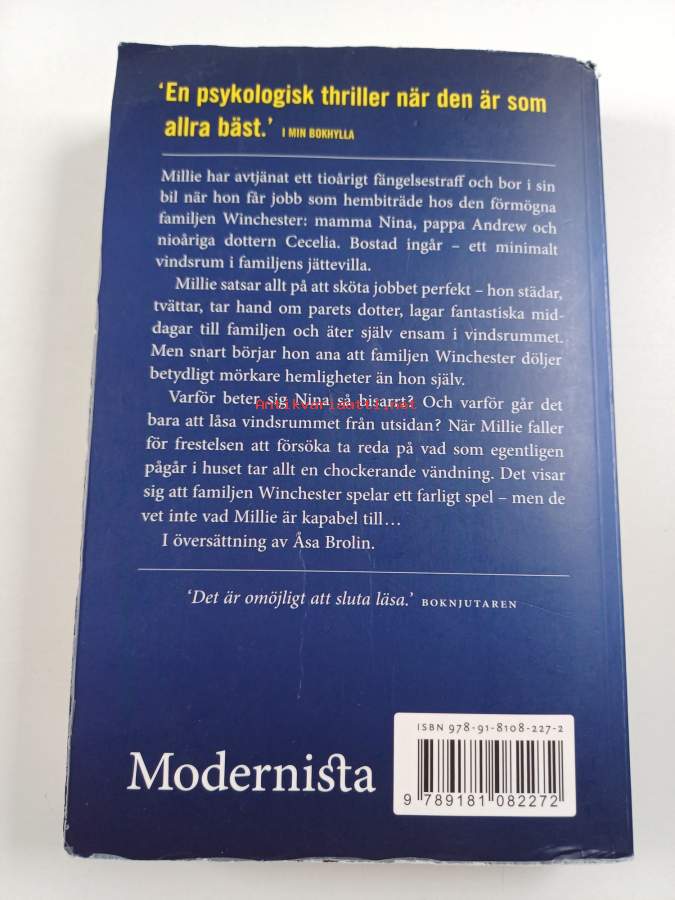 ‘En psykologisk thriller när den är som
allra bäst.’ I MIN BOKHYLLA
Millie har avtjänat ett tioårigt fängelsestraff och bor i sin
bil när hon får jobb som hembiträde hos den förmögna
familjen Winchester: mamma Nina, pappa Andrew och
nioåriga dottern Cecelia. Bostad ingår – ett minimalt
vindsrum i familjens jättevilla.
Millie satsar allt på att sköta jobbet perfekt – hon städar,
tvättar, tar hand om parets dotter, lagar fantastiska mid-
dagar till familjen och äter själv ensam i vindsrummet.
Men snart börjar hon ana att familjen Winchester döljer
betydligt mörkare hemligheter än hon själv.
Varför beter sig Nina så bisarrt? Och varför går det
Antikvariaatti.net
bara att låsa vindsrummet från utsidan? När Millie faller
för frestelsen att försöka ta reda på vad som egentligen
pågår i huset tar allt en chockerande vändning. Det visar
sig att familjen Winchester spelar ett farligt spel – men de
vet inte vad Millie är kapabel till…
I översättning av Åsa Brolin.
‘Det är omöjligt att sluta läsa.’ BOKNJUTAREN
ISBN 978-91-8108-227-2
Modernista
9 789181 082272